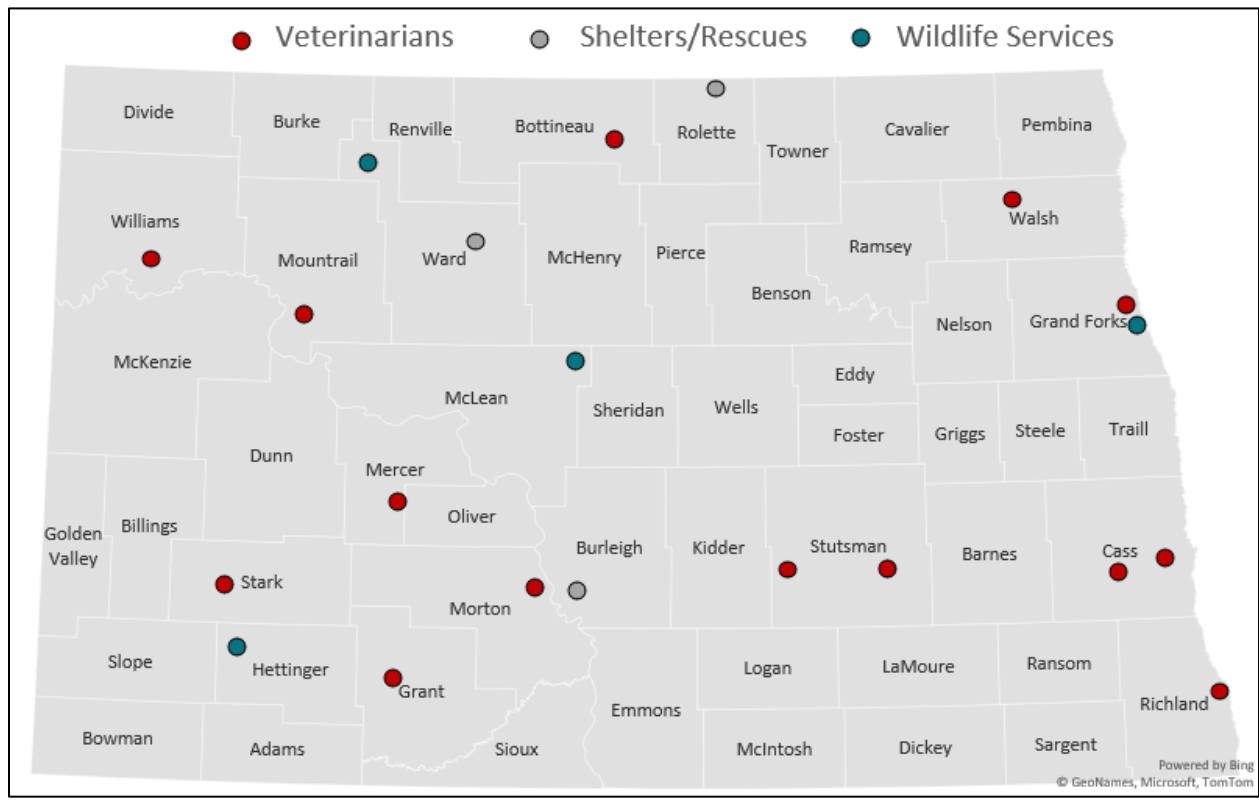 Veterinarians Shelters/Rescues Wildlife Services
Divide
Burke
Renville
Bottineau
Rolette
Towner
Cavalier
Pembina
Williams
Mountrail
Ward
McHenry
Pierce
Benson
Ramsey
Walsh
Nelson
Grand Forks
McKenzie
McLean
Sheridan
Wells
Eddy
Foster
Griggs
Steele
Traill
Dunn
Mercer
Oliver
Golden
Valley
Billings
Stark
Morton
Burleigh
Kidder
Stutsman
Barnes
Cass
Slope
Hettinger
Grant
Emmons
Logan
LaMoure
Ransom
Richland
Bowman
Adams
Sioux
McIntosh
Dickey
Sargent
Powered by Bing
© GeoNames, Microsoft, TomTom